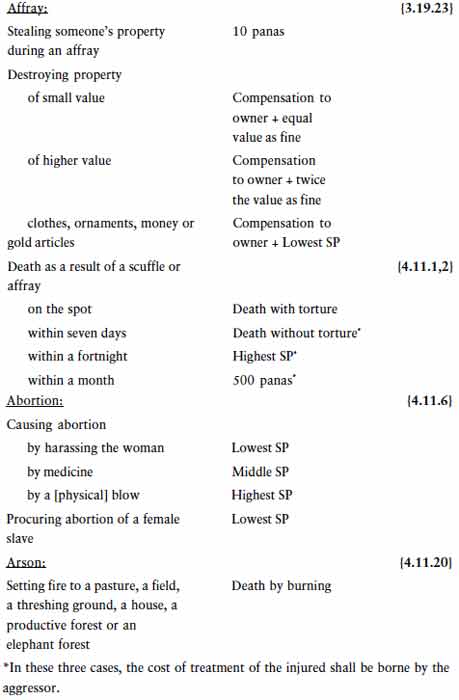 Affray: {3.19.23}
Stealing someone's property 10 panas
during an affray
Destroying property
of small value Compensation to
owner + equal
value as fine
of higher value Compensation
to owner + twice
the value as fine
clothes, ornaments, money or Compensation to
gold articles owner + Lowest SP
Death as a result of a scuffle or {4.11.1,2}
affray
on the spot Death with torture
within seven days Death without torture*
within a fortnight Highest SP*
within a month 500 panas*
Abortion: {4.11.6}
Causing abortion
by harassing the woman Lowest SP
by medicine Middle SP
by a [physical] blow Highest SP
Procuring abortion of a female Lowest SP
slave
Arson: {4.11.20}
Setting fire to a pasture, a field, Death by burning
a threshing ground, a house, a
productive forest or an
elephant forest
*In these three cases, the cost of treatment of the injured shall be borne by the
aggressor.